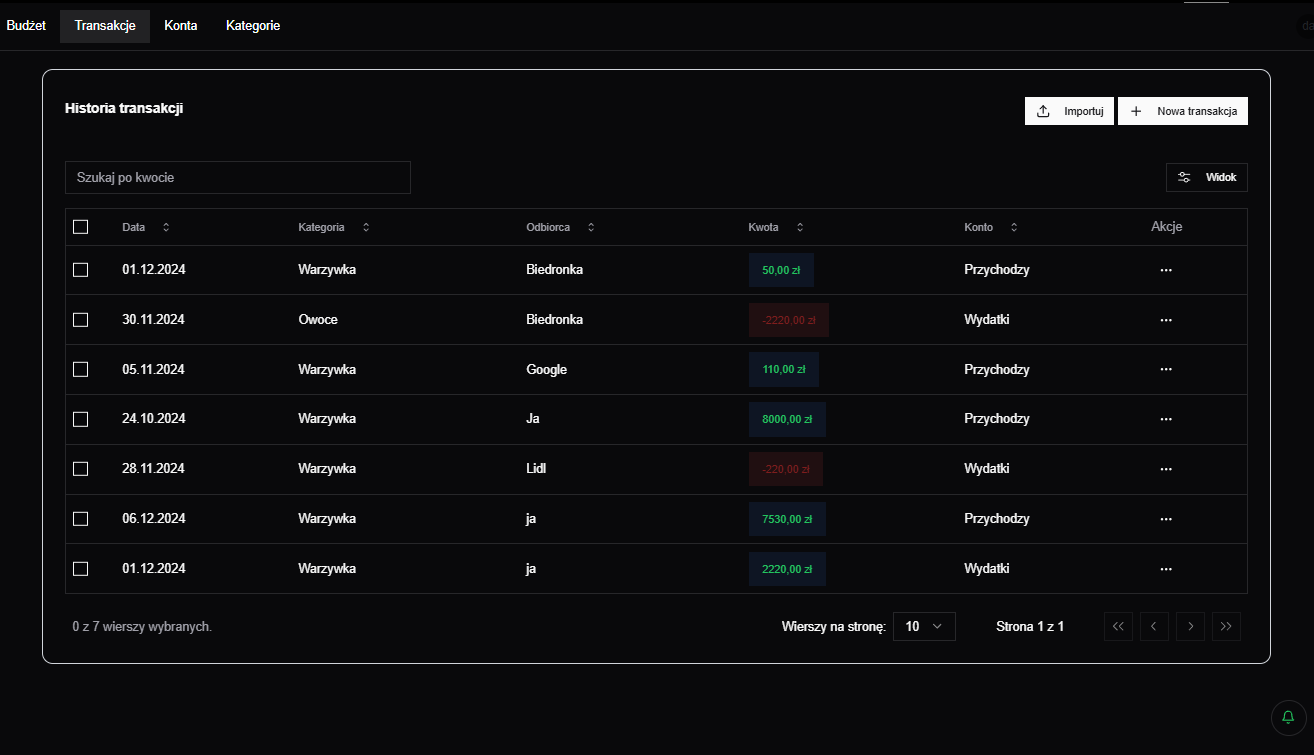 Budżet Transakcje Konta Kategorie
Historia transakcji
Importuj Nowa transakcja
Szukaj po kwocie
Widok
Data Kategoria Odbiorca Kwota Konto Akcje
01.12.2024 Warzywka Biedronka 50,00 zł Przychodzy
30.11.2024 Owoce Biedronka -2220,00 zł Wydatki
05.11.2024 Warzywka Google 110,00 zł Przychodzy
24.10.2024 Warzywka Ja 8000,00 zł Przychodzy
28.11.2024 Warzywka Lidl -220,00 zł Wydatki
06.12.2024 Warzywka ja 7530,00 zł Przychodzy
01.12.2024 Warzywka ja 2220,00 zł Wydatki
0 z 7 wierszy wybranych.
Wierszy na stronę: 10 Strona 1 z 1